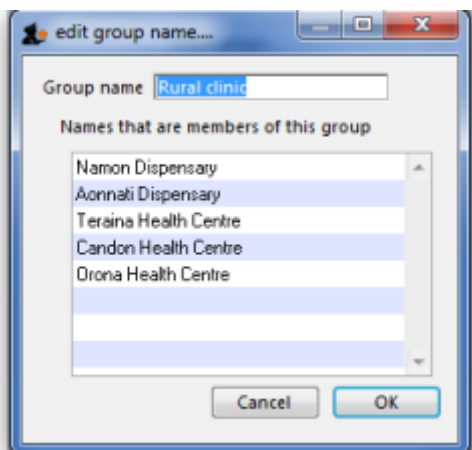 edit group name....
Group name Rural clinic
Names that are members of this group
Namon Dispensary
Aonnati Dispensary
Teraina Health Centre
Candon Health Centre
Orona Health Centre
Cancel OK